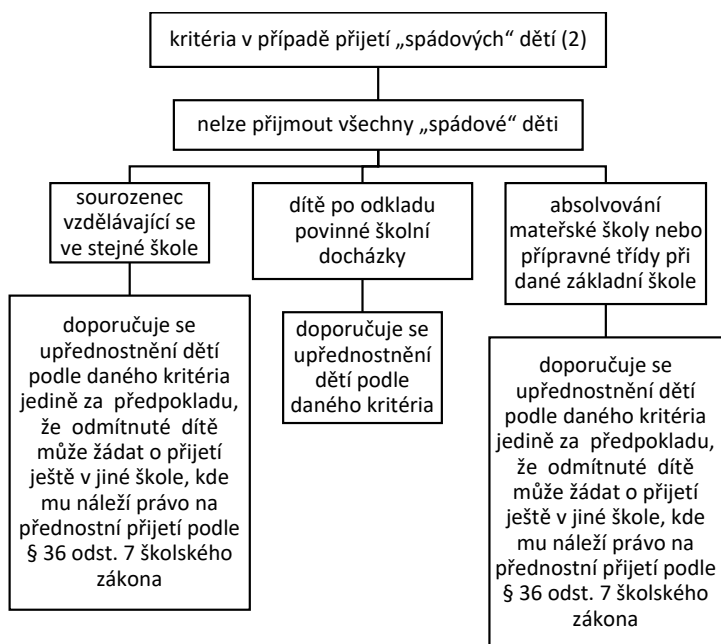 kritéria v případě přijetí „spádových“ dětí (2)
nelze přijmout všechny „spádové“ děti
sourozenec
vzdělávající se
ve stejné škole
doporučuje se
upřednostnění dětí
podle daného kritéria
jedině za předpokladu,
že odmítnuté dítě
může žádat o přijetí
ještě v jiné škole, kde
mu náleží právo na
přednostní přijetí podle
§ 36 odst. 7 školského
zákona
dítě po odkladu
povinné školní
docházky
doporučuje se
upřednostnění
dětí podle
daného kritéria
absolvování
mateřské školy nebo
přípravné třídy při
dané základní škole
doporučuje se
upřednostnění dětí
podle daného kritéria
jedině za předpokladu,
že odmítnuté dítě
může žádat o přijetí
ještě v jiné škole, kde
mu náleží právo na
přednostní přijetí podle
§ 36 odst. 7 školského
zákona